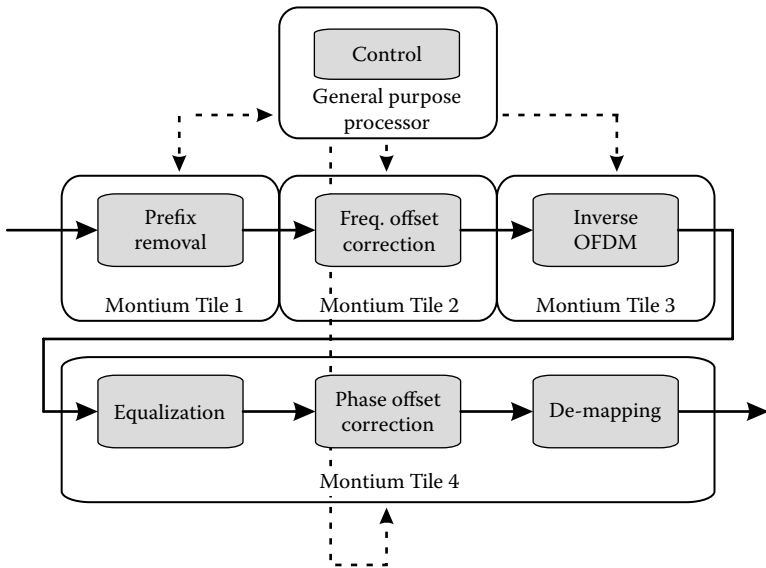 Control
General purpose
processor
Prefix
removal
Freq. offset
correction
Inverse
OFDM
Montium Tile 1
Montium Tile 2
Montium Tile 3
Equalization
Phase offset
correction
De-mapping
Montium Tile 4